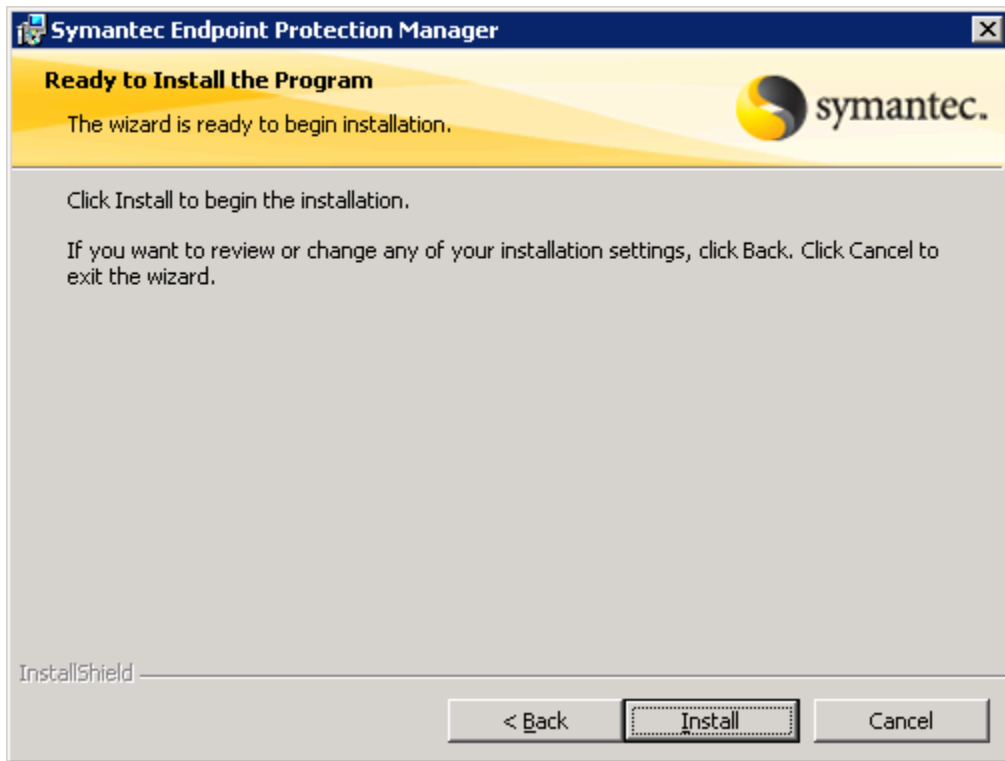 Symantec Endpoint Protection Manager
Ready to Install the Program
The wizard is ready to begin installation.
symantec.
Click Install to begin the installation.
If you want to review or change any of your installation settings, click Back. Click Cancel to
exit the wizard.
InstallShield
< Back
Install
Cancel